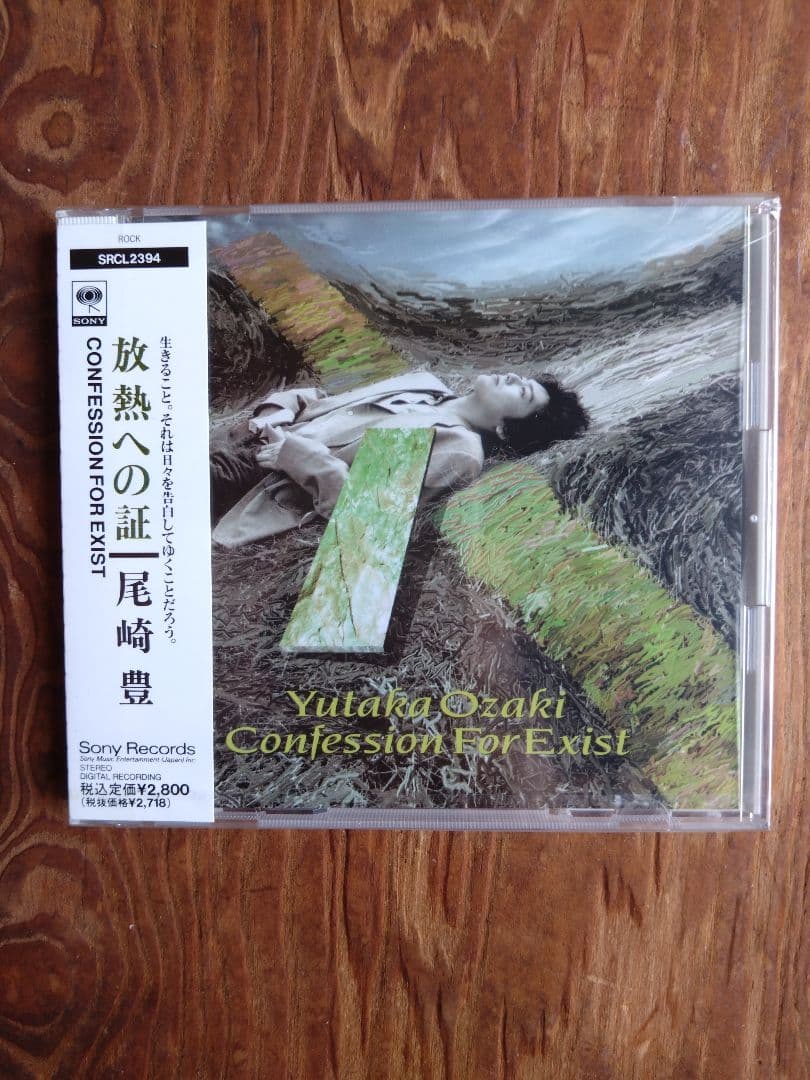 ROCK
SRCL2394
SONY
放熱への証 尾崎豊
CONFESSION FOR EXIST
生きること。それは日々を告白してゆくことだろう。
Sony Records
Sony Music Entertainment (Japan) Inc.
STEREO
DIGITAL RECORDING
税込定価¥2,800
(税抜価格¥2,718)
Yutaka Ozaki
Confession For Exist